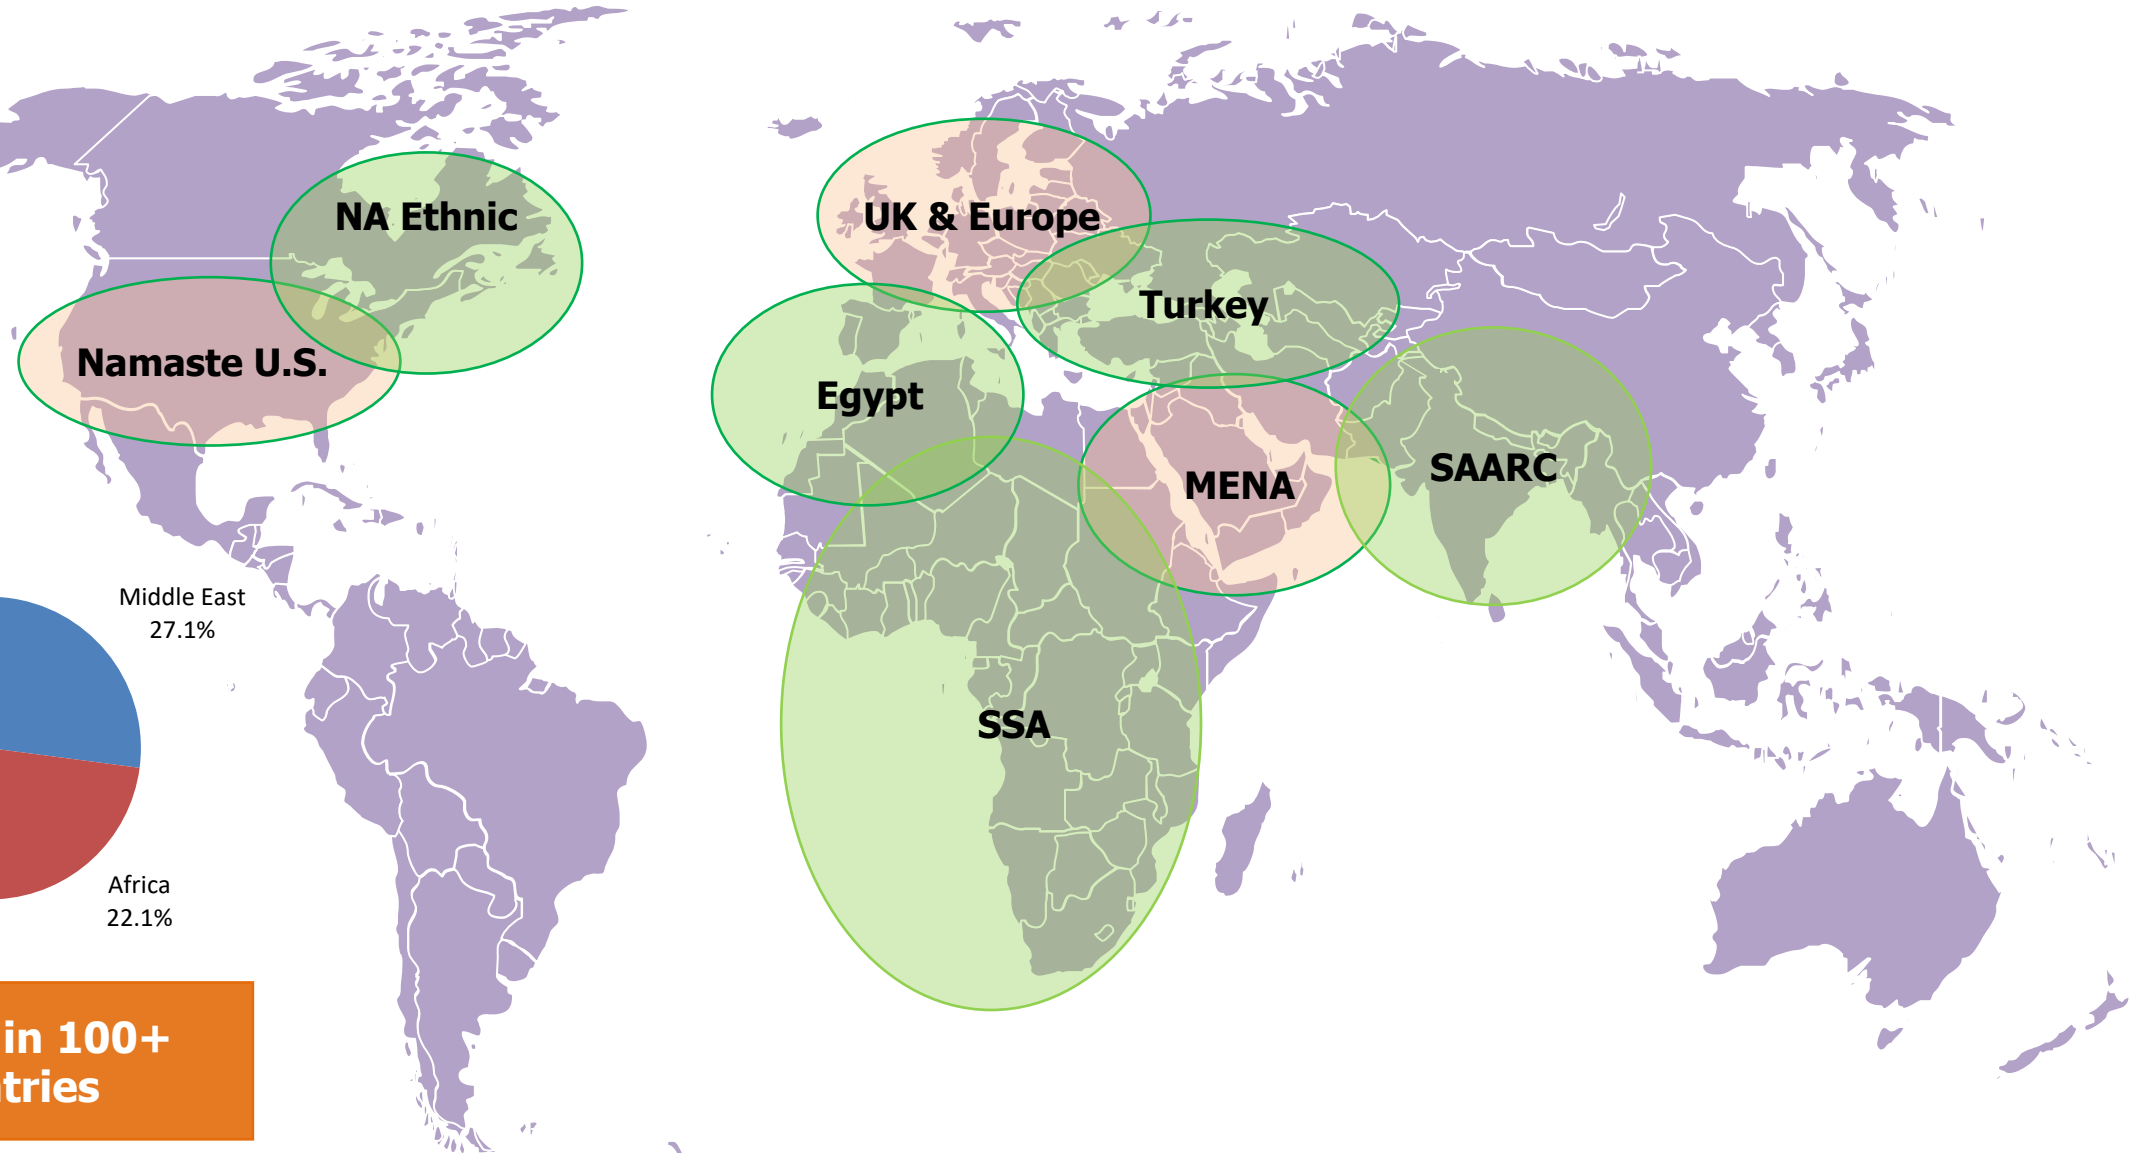 NA Ethnic
UK & Europe
Turkey
Namaste U.S.
Egypt
SAARC
MENA
Middle East
27.1%
SSA
Africa
22.1%
in 100+